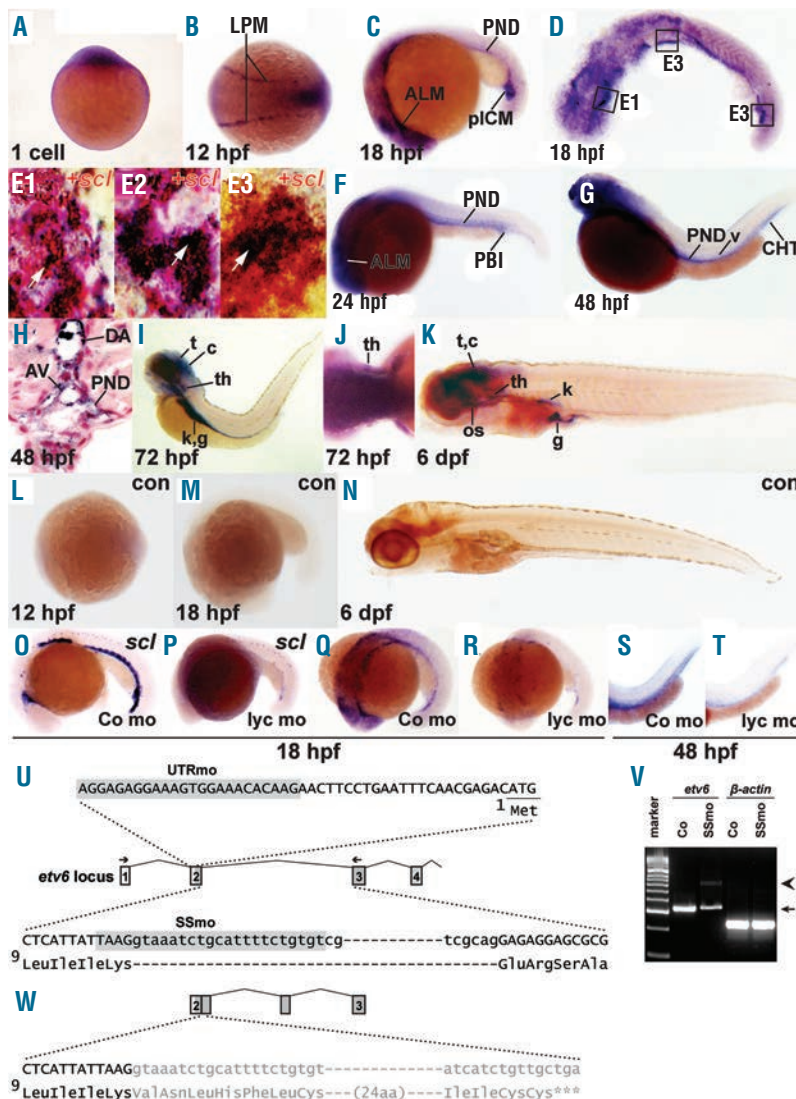 A
1 cell
B
LPM
12 hpf
C
PND
ALM
pICM
18 hpf
D
E3
E1
E3
18 hpf
E1
+scl
E2
+scl
E3
+scl
F
PND
ALM
PBI
24 hpf
G
PND
v
CHT
48 hpf
H
DA
AV
PND
48 hpf
I
t
c
th
k,g
72 hpf
J
th
72 hpf
K
t,c
th
k
os
g
6 dpf
L
con
12 hpf
M
con
18 hpf
N
con
6 dpf
O
scl
Co mo
P
scl
lyc mo
Q
Co mo
R
lyc mo
S
Co mo
T
lyc mo
18 hpf
48 hpf
U
UTRmo
AGGAGAGGAAAGTGGAAACACAAGAACTTCCTGAATTTCAACGAGACATG
1
Met
etv6 locus
1
2
3
4
SSmo
CTCATTATTAAGgtaaatctgcattttctgtgtcg------------tcgcagGAGAGGAGCGCG
9
LeuIleIleLys
GluArgSerAla
V
marker
etv6
β-actin
Co
SSmo
Co
SSmo
W
2
3
CTCATTATTAAGgtaaatctgcattttctgtgt-------------atcatctgttgctga
9
LeuIleIleLysValAsnLeuHisPheLeuCys---(24aa)----IleIleCysCys***